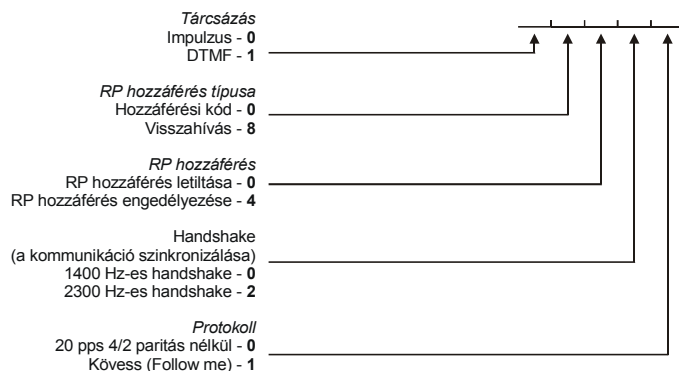 Tárcsázás
Impulzus - 0
DTMF - 1
RP hozzáférés típusa
Hozzáférési kód - 0
Visszahívás - 8
RP hozzáférés
RP hozzáférés letiltása - 0
RP hozzáférés engedélyezése - 4
Handshake
(a kommunikáció szinkronizálása)
1400 Hz-es handshake - 0
2300 Hz-es handshake - 2
Protokoll
20 pps 4/2 paritás nélkül - 0
Kövess (Follow me) - 1